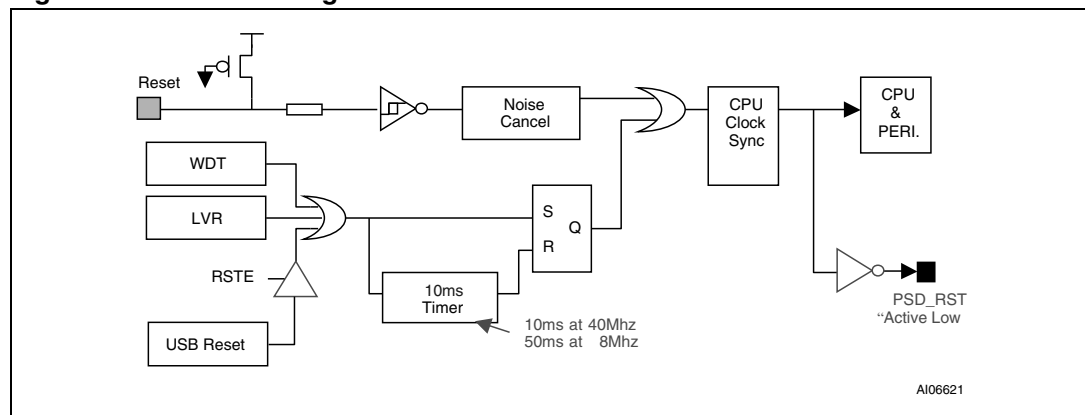 Reset
Noise
Cancel
CPU
Clock
Sync
CPU
&
PERI.
WDT
LVR
S
R
Q
RSTE
10ms
Timer
10ms at 40Mhz
50ms at 8Mhz
USB Reset
PSD_RST
“Active Low
AI06621